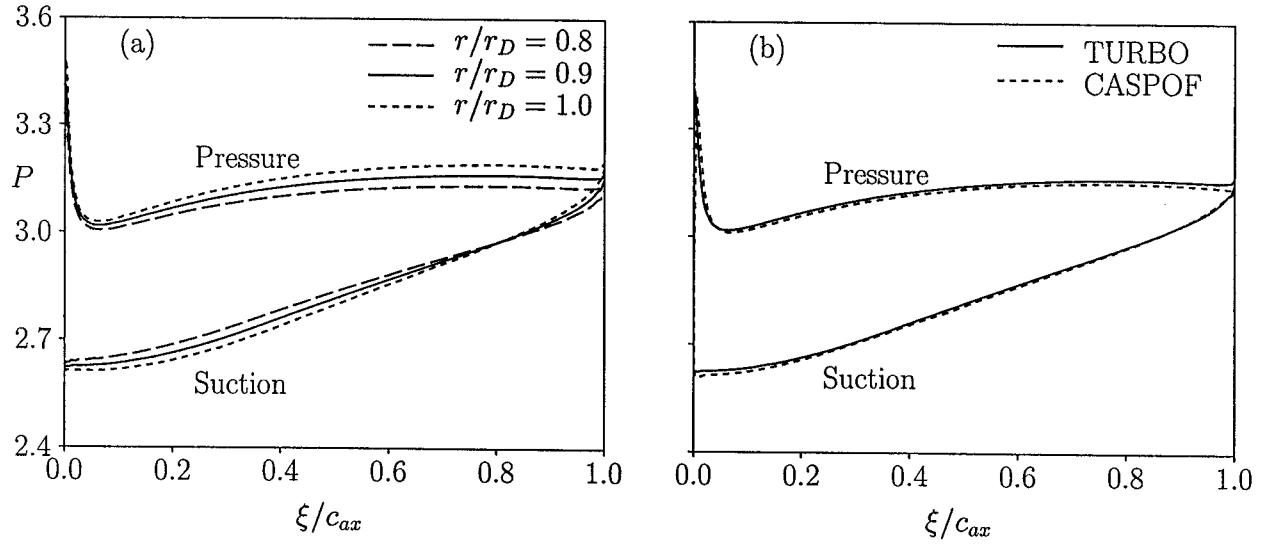 3.6
(a)
r/r_D = 0.8
r/r_D = 0.9
r/r_D = 1.0
3.3
Pressure
P
3.0
2.7
Suction
2.4
0.0 0.2 0.4 0.6 0.8 1.0
ξ/c_ax
(b)
TURBO
CASPOF
Pressure
Suction
0.0 0.2 0.4 0.6 0.8 1.0
ξ/c_ax